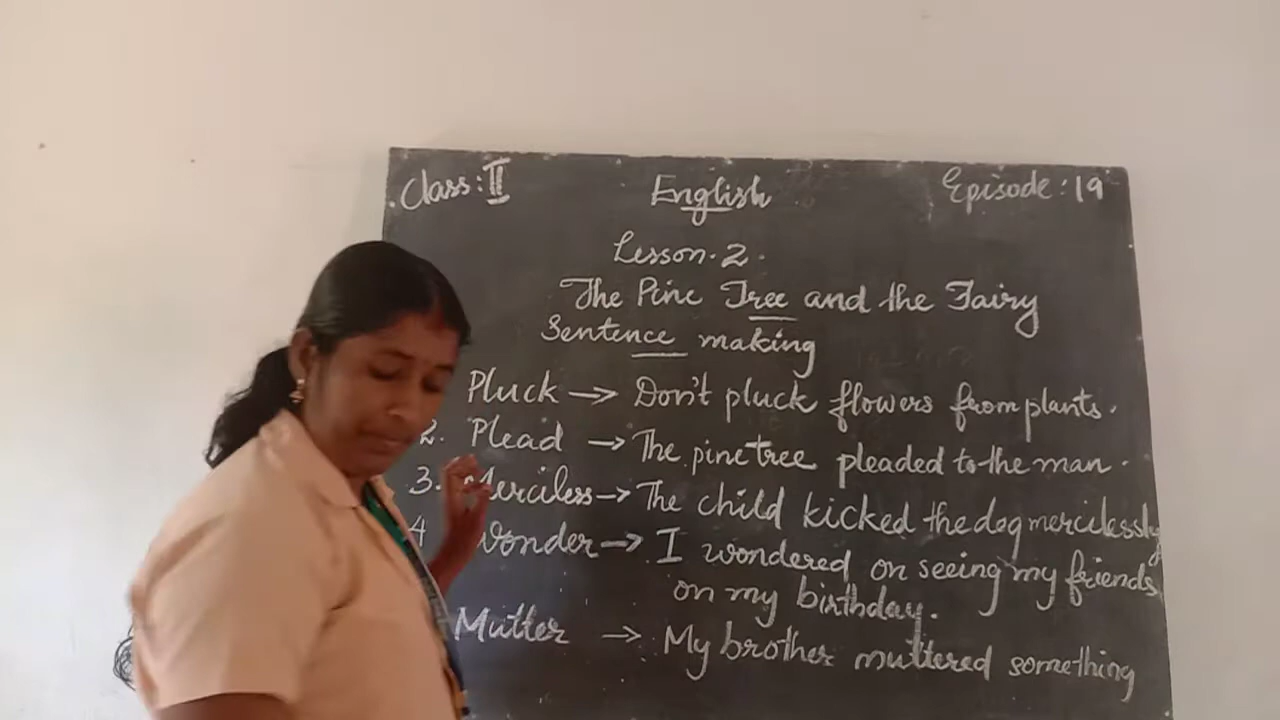 Class: II English Episode: 19
Lesson. 2.
The Pine Tree and the Fairy
Sentence making
Pluck → Don't pluck flowers from plants.
2. Plead → The pine tree pleaded to the man.
3. Merciless → The child kicked the dog mercilessly
4 Wonder → I wondered on seeing my friends
on my birthday.
Mutter → My brother muttered something